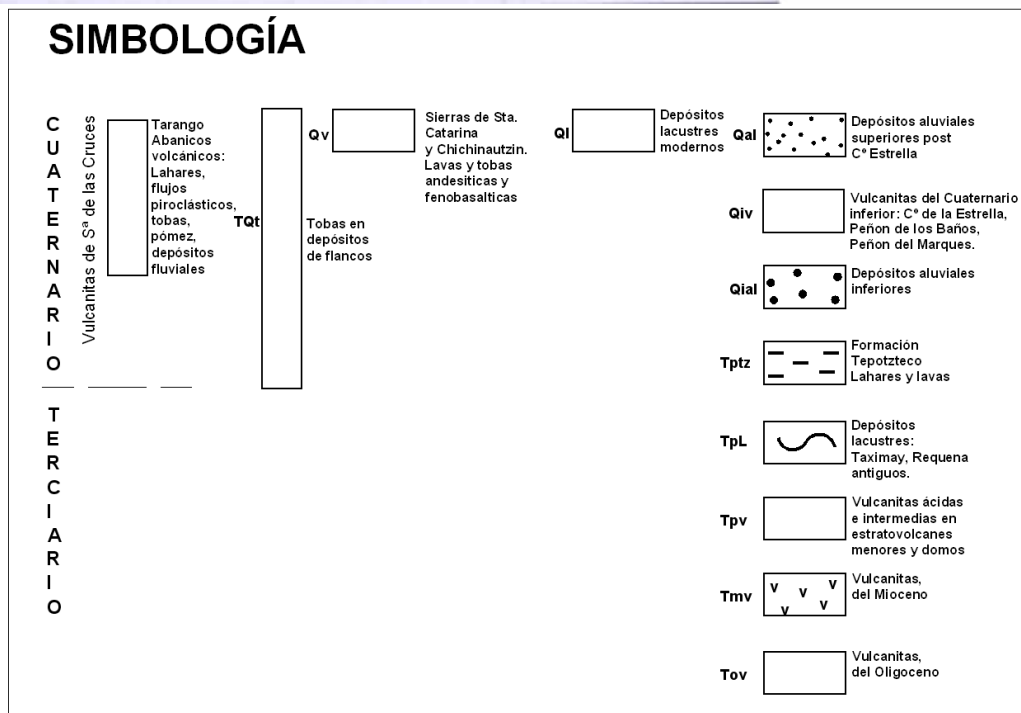 SIMBOLOGÍA
CUATERNARIO
Vulcanitas de Sª de las Cruces
Tarango
Abanicos
volcánicos:
Lahares,
flujos
piroclásticos,
tobas,
pómez,
depósitos
fluviales
TQt
Tobas en
depósitos
de flancos
Qv
Sierras de Sta.
Catarina
y Chichinautzin.
Lavas y tobas
andesiticas y
fenobasalticas
Ql
Depósitos
lacustres
modernos
Qal
Depósitos aluviales
superiores post
C° Estrella
Qiv
Vulcanitas del Cuaternario
inferior: C° de la Estrella,
Peñon de los Baños,
Peñon del Marques.
Qial
Depósitos aluviales
inferiores
Tptz
Formación
Tepotzteco
Lahares y lavas
TERCIARIO
TpL
Depósitos
lacustres:
Taximay, Requena
antiguos.
Tpv
Vulcanitas ácidas
e intermedias en
estratovolcanes
menores y domos
Tmv
v v v v v
Vulcanitas,
del Mioceno
Tov
Vulcanitas,
del Oligoceno